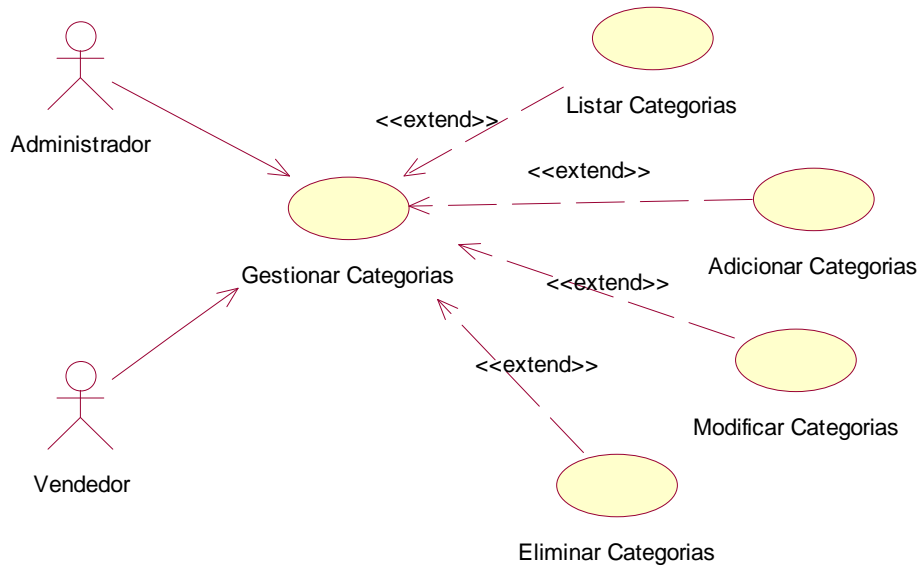 Listar Categorias
<<extend>>
Administrador
<<extend>>
Adicionar Categorias
Gestionar Categorias
<<extend>>
<<extend>>
Modificar Categorias
Vendedor
Eliminar Categorias